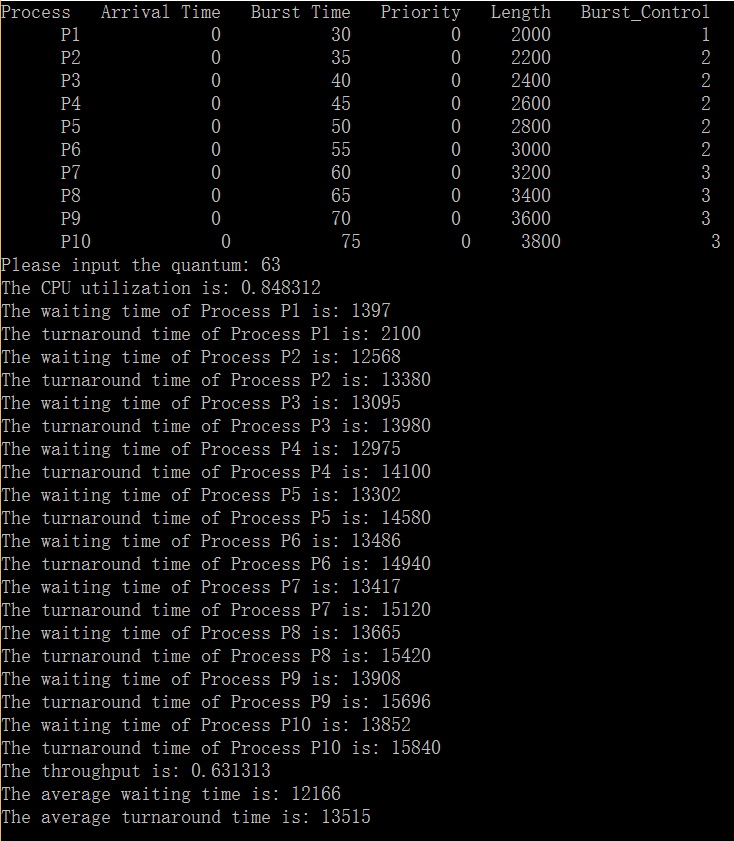 Process   Arrival Time   Burst Time   Priority   Length   Burst_Control
      P1             0           30          0     2000               1
      P2             0           35          0     2200               2
      P3             0           40          0     2400               2
      P4             0           45          0     2600               2
      P5             0           50          0     2800               2
      P6             0           55          0     3000               2
      P7             0           60          0     3200               3
      P8             0           65          0     3400               3
      P9             0           70          0     3600               3
      P10             0           75          0     3800               3
Please input the quantum: 63
The CPU utilization is: 0.848312
The waiting time of Process P1 is: 1397
The turnaround time of Process P1 is: 2100
The waiting time of Process P2 is: 12568
The turnaround time of Process P2 is: 13380
The waiting time of Process P3 is: 13095
The turnaround time of Process P3 is: 13980
The waiting time of Process P4 is: 12975
The turnaround time of Process P4 is: 14100
The waiting time of Process P5 is: 13302
The turnaround time of Process P5 is: 14580
The waiting time of Process P6 is: 13486
The turnaround time of Process P6 is: 14940
The waiting time of Process P7 is: 13417
The turnaround time of Process P7 is: 15120
The waiting time of Process P8 is: 13665
The turnaround time of Process P8 is: 15420
The waiting time of Process P9 is: 13908
The turnaround time of Process P9 is: 15696
The waiting time of Process P10 is: 13852
The turnaround time of Process P10 is: 15840
The throughput is: 0.631313
The average waiting time is: 12166
The average turnaround time is: 13515